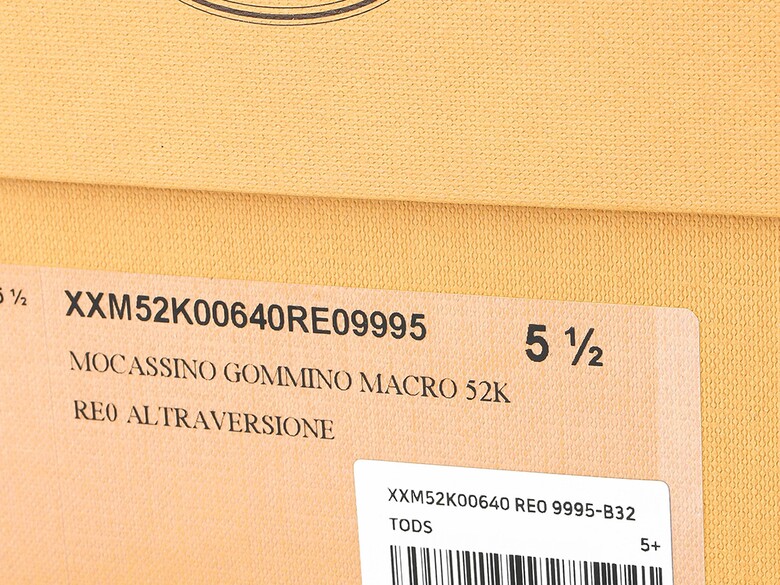 5 ½
XXM52K00640RE09995 5 ½
MOCASSINO GOMMINO MACRO 52K
RE0 ALTRAVERSIONE
XXM52K00640 RE0 9995-B32
TODS
5+